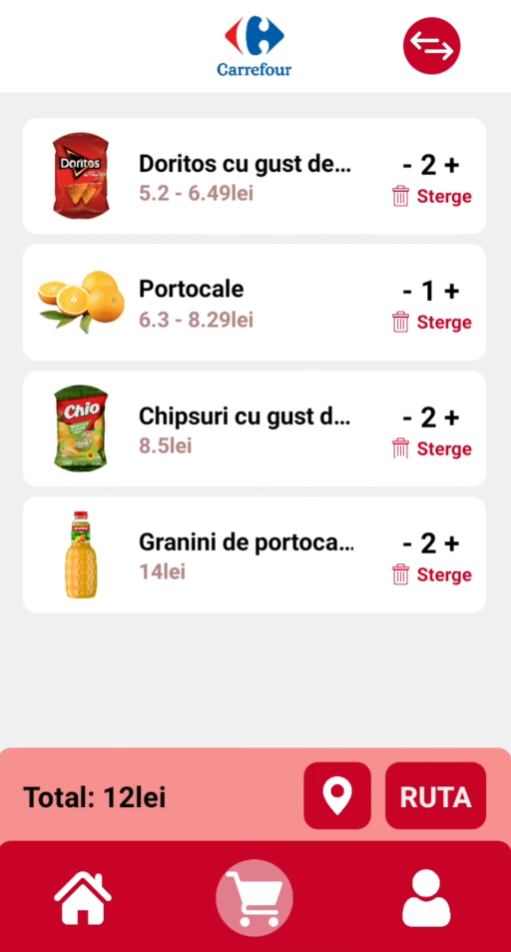 Carrefour
Doritos
Doritos cu gust de...
5.2 - 6.49lei
- 2 +
Sterge
Portocale
6.3 - 8.29lei
- 1 +
Sterge
Chio
Chipsuri cu gust d...
8.5lei
- 2 +
Sterge
Granini de portoca...
14lei
- 2 +
Sterge
Total: 12lei
RUTA